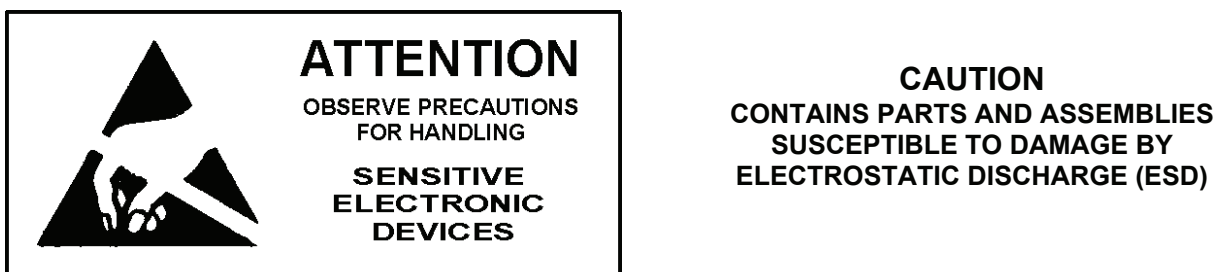 ATTENTION
OBSERVE PRECAUTIONS
FOR HANDLING
SENSITIVE
ELECTRONIC
DEVICES
CAUTION
CONTAINS PARTS AND ASSEMBLIES
SUSCEPTIBLE TO DAMAGE BY
ELECTROSTATIC DISCHARGE (ESD)